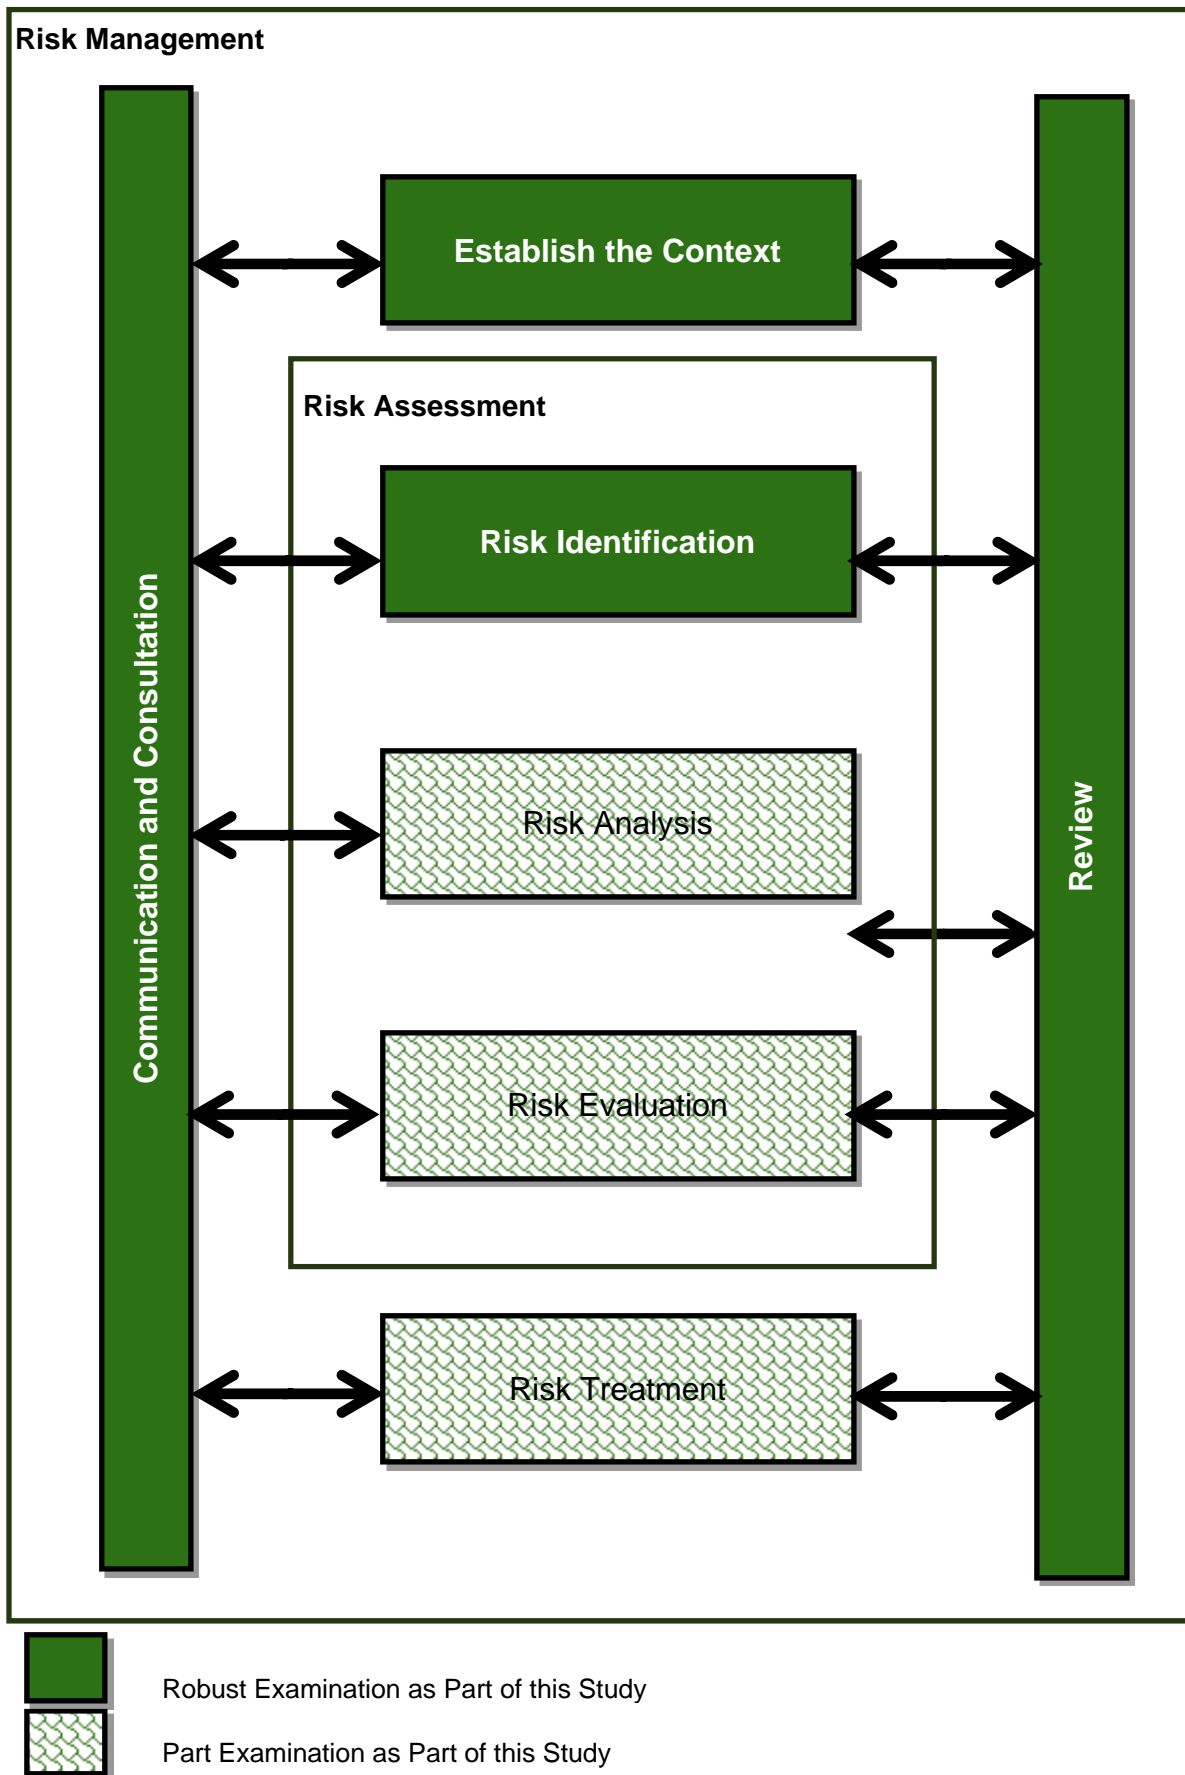 Risk Management
Establish the Context
Risk Assessment
Risk Identification
Communication and Consultation
Risk Analysis
Review
Risk Evaluation
Risk Treatment
Robust Examination as Part of this Study
Part Examination as Part of this Study